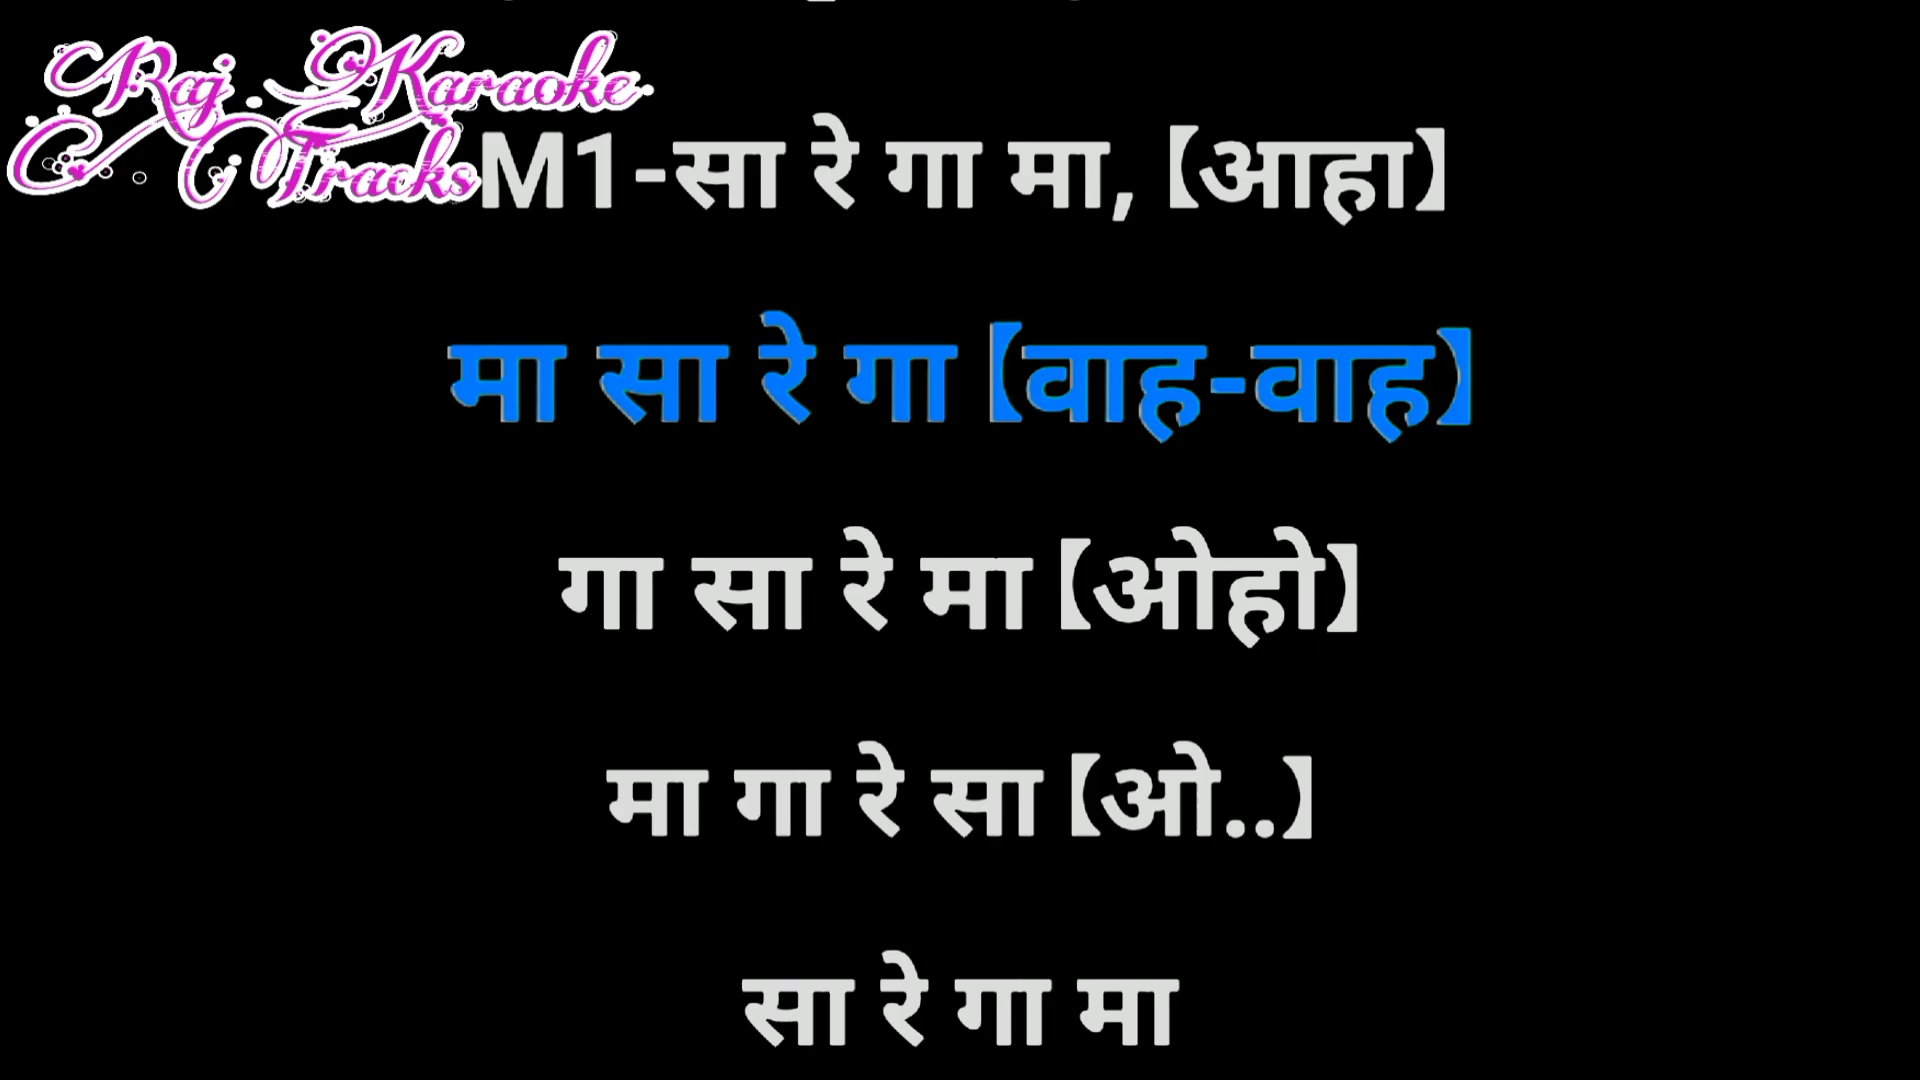 Raj Karaoke
Tracks
M1-सा रे गा मा,【आहा】
मा सा रे गा【वाह-वाह】
गा सा रे मा【ओहो】
मा गा रे सा【ओ..】
सा रे गा मा